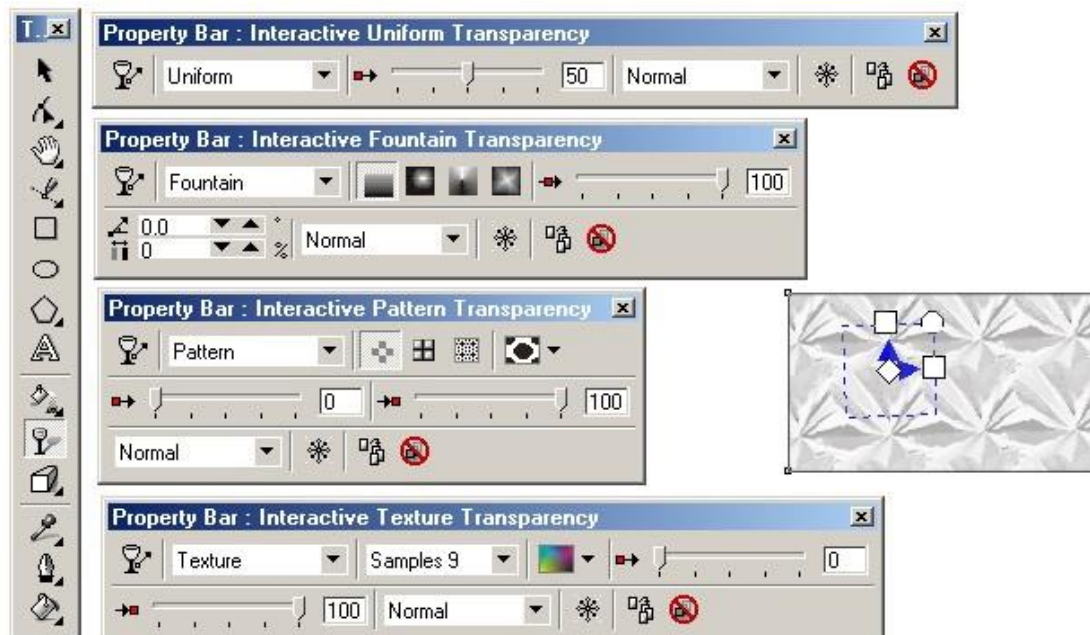 T..
Property Bar : Interactive Uniform Transparency
Uniform 50 Normal
Property Bar : Interactive Fountain Transparency
Fountain 100
0.0 °
0 % Normal
Property Bar : Interactive Pattern Transparency
Pattern
0 100
Normal
Property Bar : Interactive Texture Transparency
Texture Samples 9 0
100 Normal